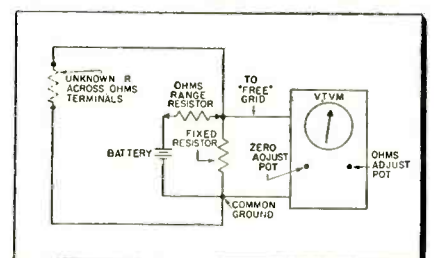 UNKNOWN R
ACROSS OHMS
TERMINALS
OHMS
RANGE
RESISTOR
TO
"FREE"
GRID
VTVM
FIXED
RESISTOR
BATTERY
ZERO
ADJUST
POT
OHMS
ADJUST
POT
COMMON
GROUND